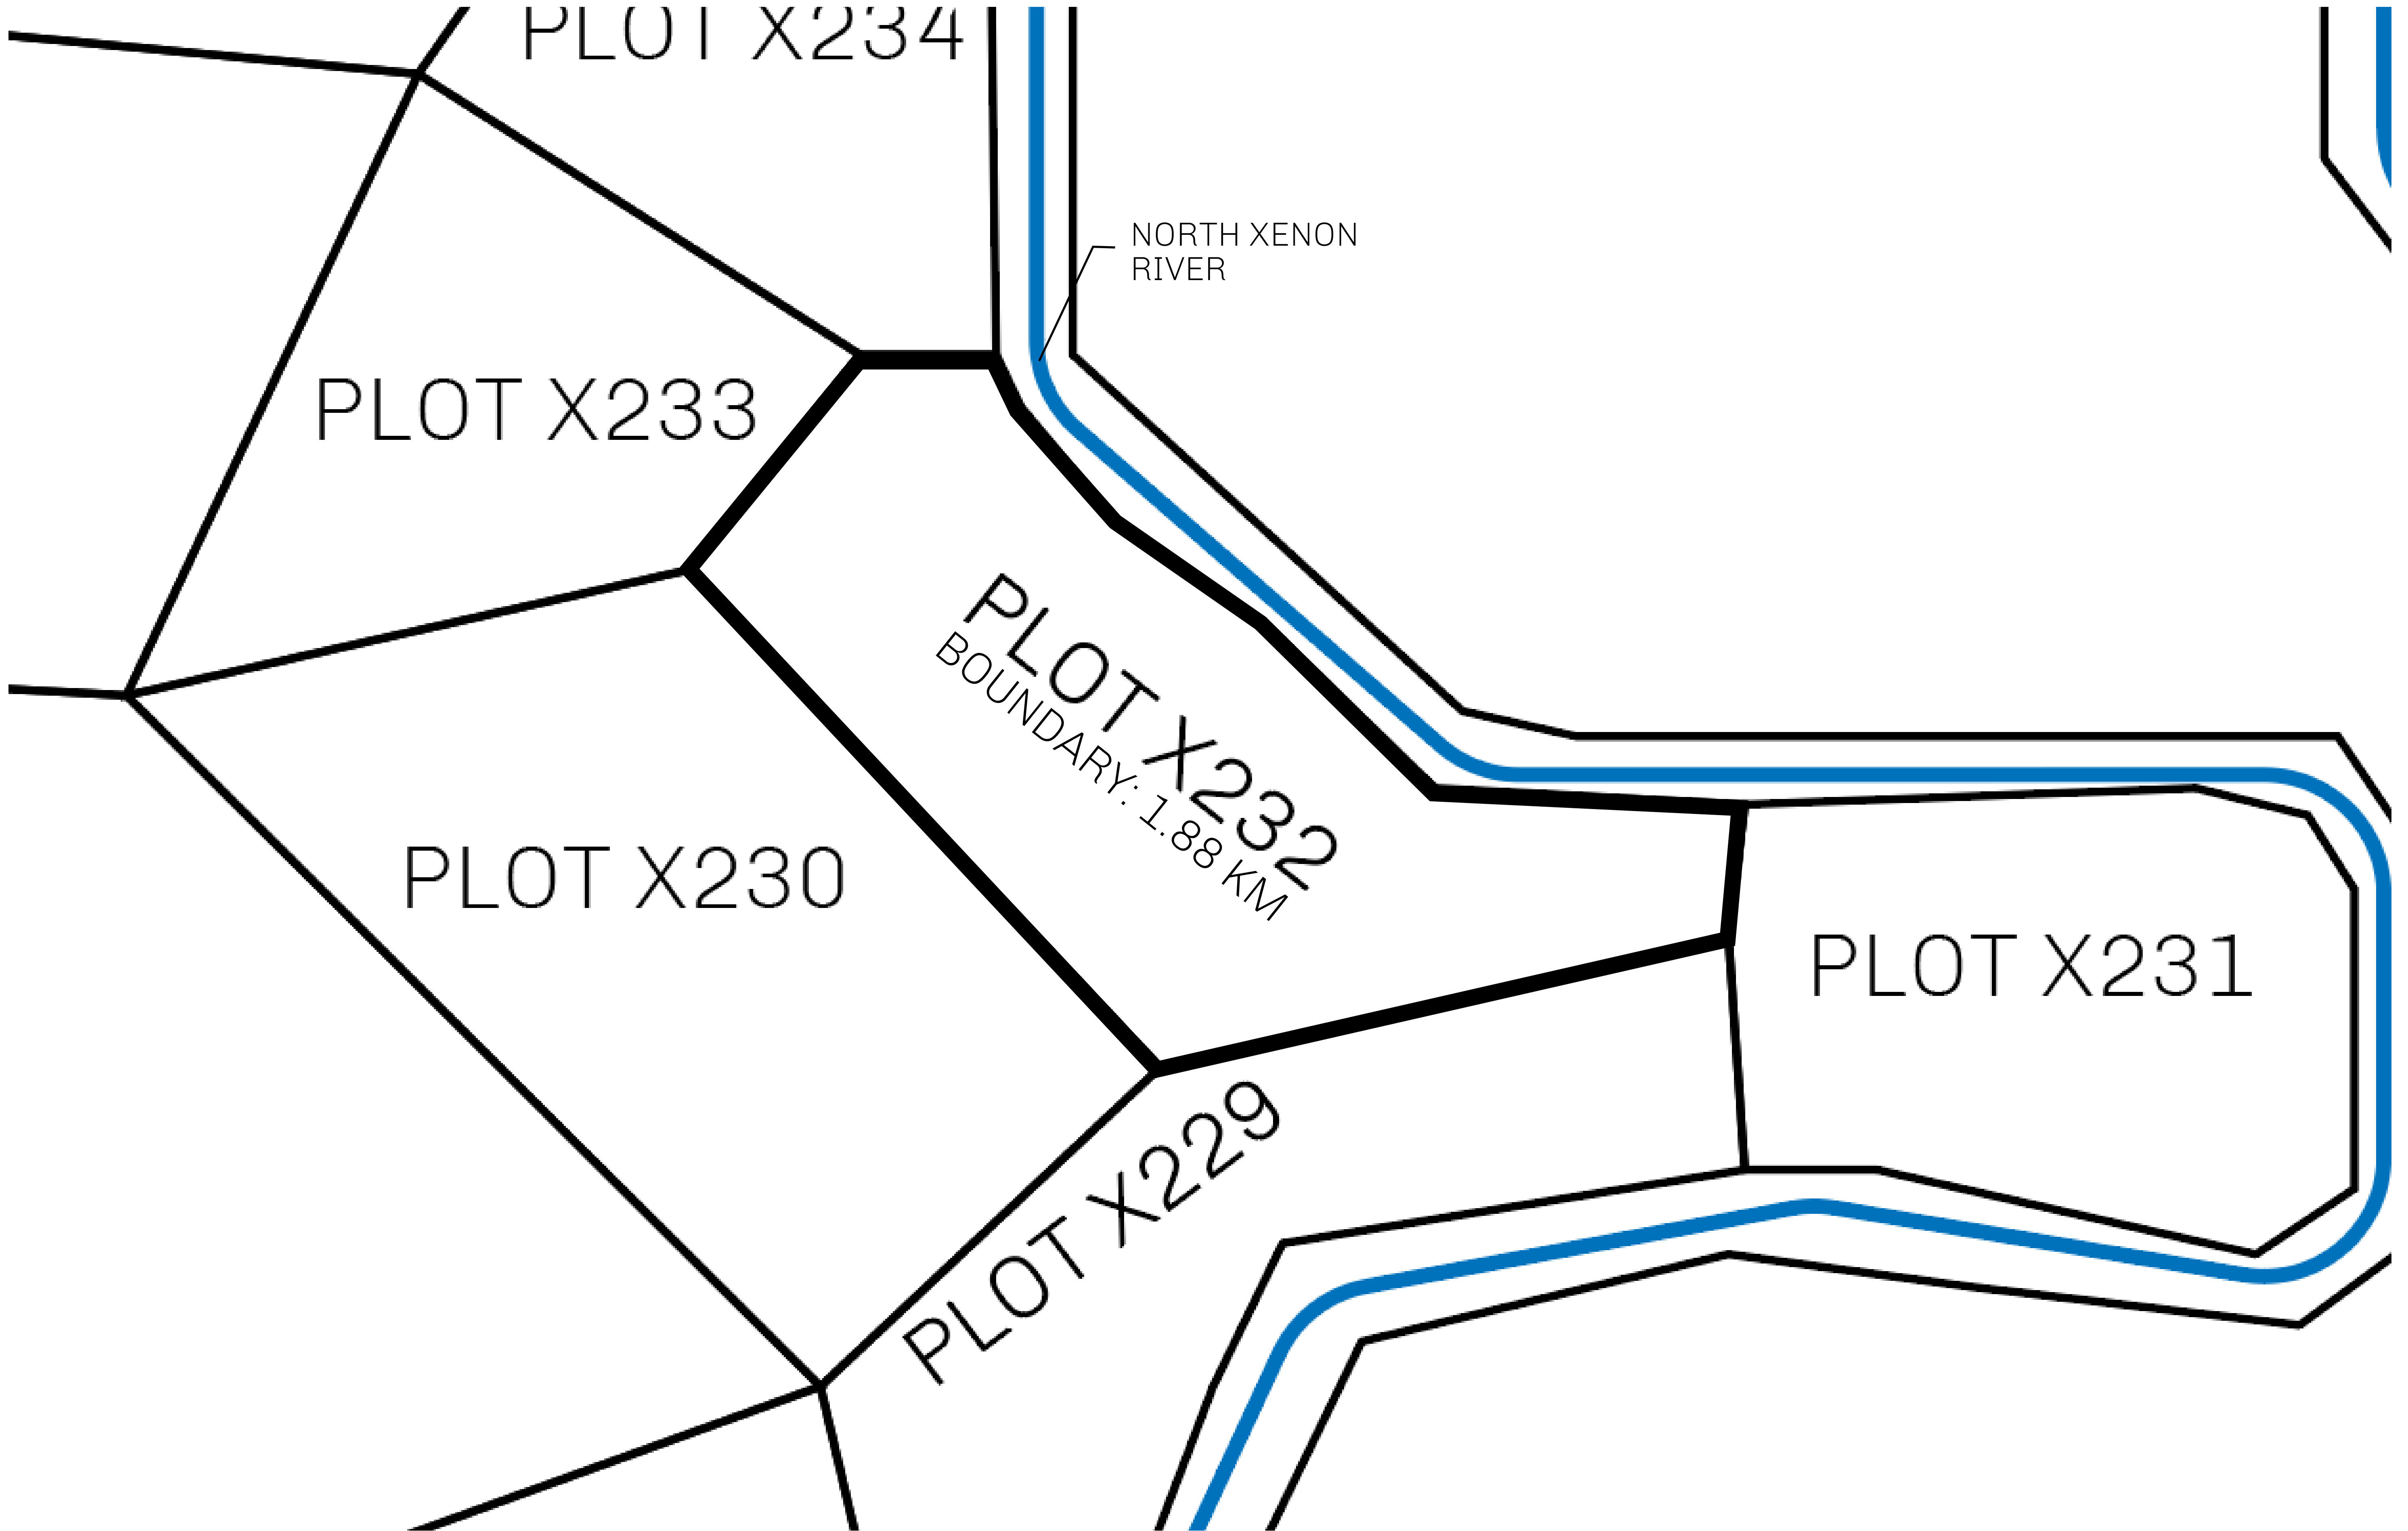 PLOT X234
NORTH XENON
RIVER
PLOT X233
PLOT X232
BOUNDARY: 1.88 KM
PLOT X230
PLOT X231
PLOT X229